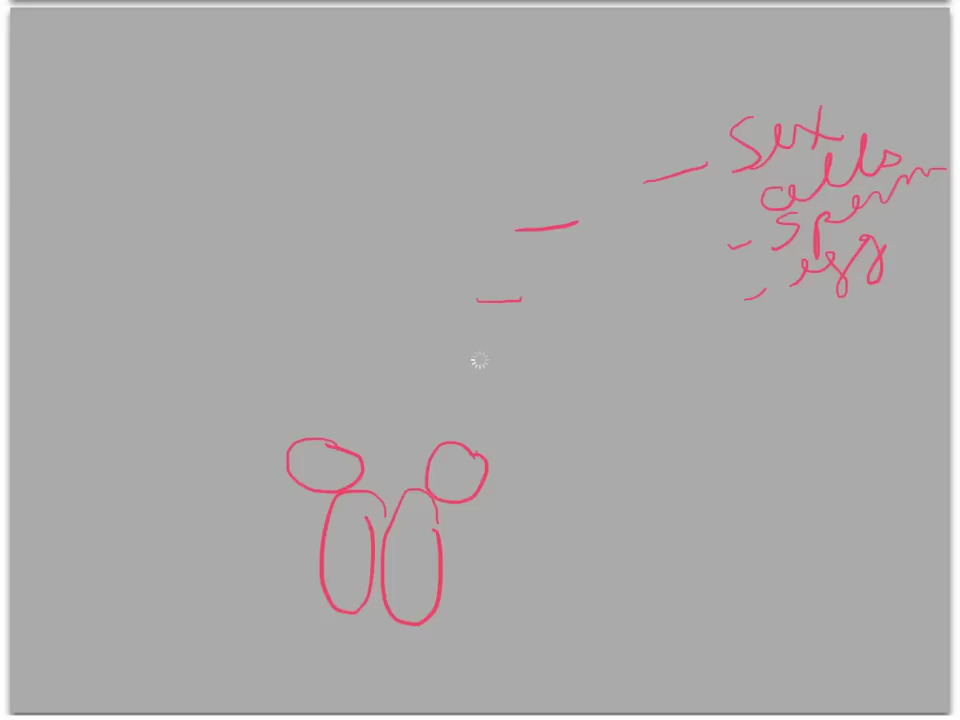 Sex
cells
- sperm
- egg